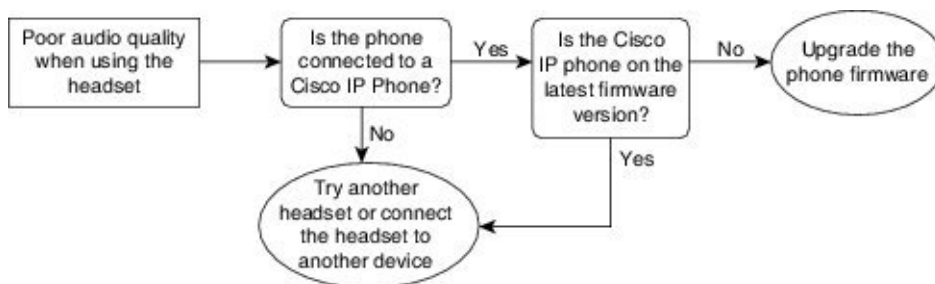 Poor audio quality
when using the
headset
Is the phone
connected to a
Cisco IP Phone?
Yes
Is the Cisco
IP phone on the
latest firmware
version?
No
Upgrade the
phone firmware
No
Yes
Try another
headset or connect
the headset to
another device